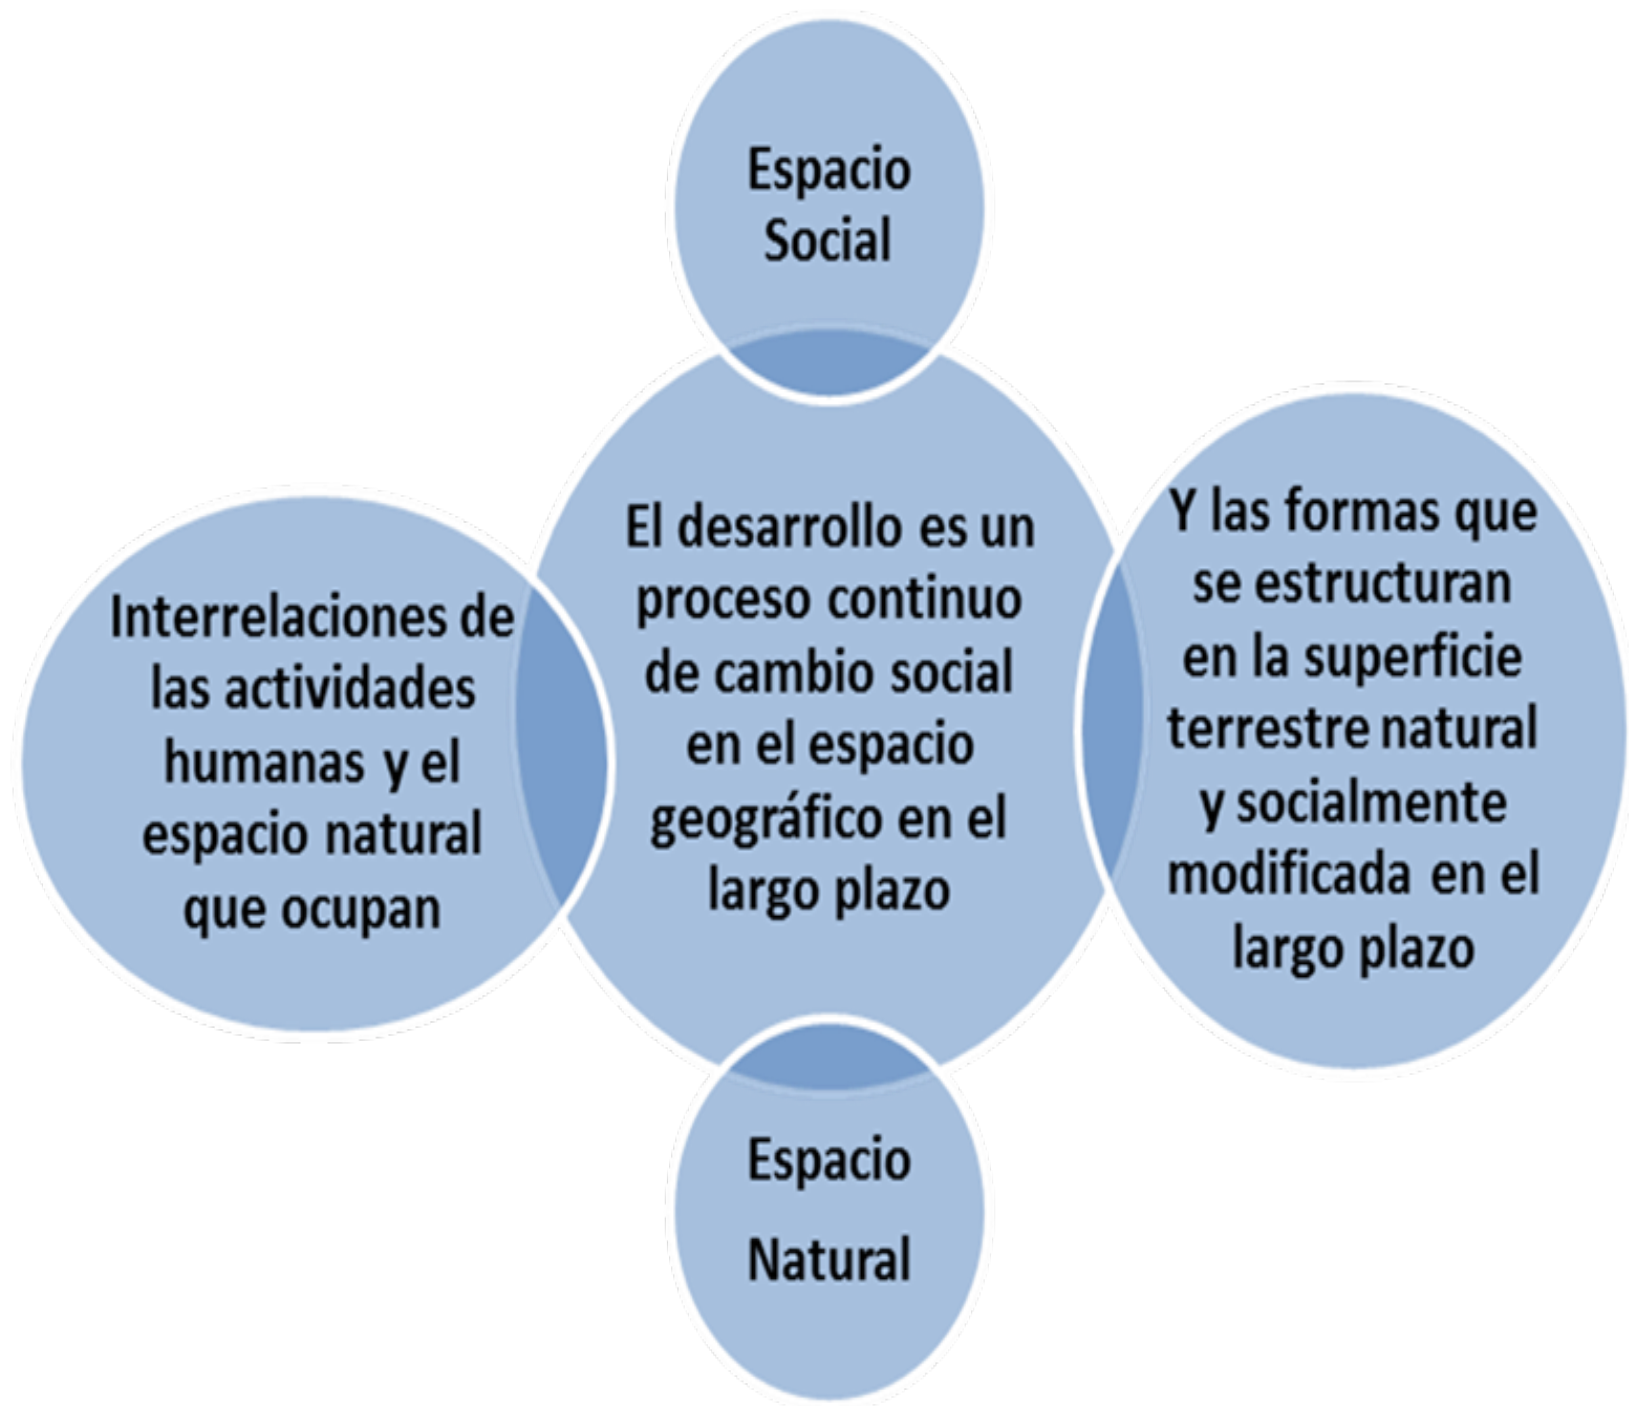 Espacio
Social
Interrelaciones de
las actividades
humanas y el
espacio natural
que ocupan
El desarrollo es un
proceso continuo
de cambio social
en el espacio
geográfico en el
largo plazo
Y las formas que
se estructuran
en la superficie
terrestre natural
y socialmente
modificada en el
largo plazo
Espacio
Natural